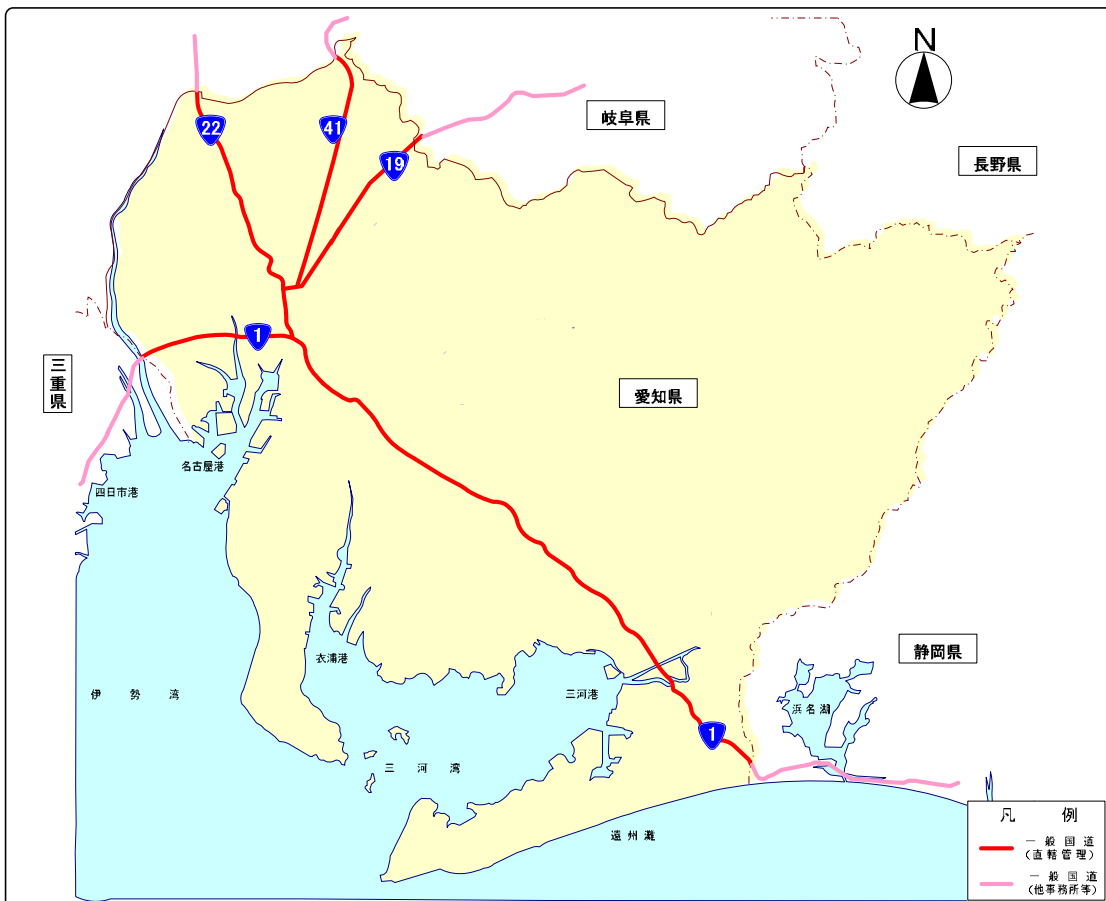 N
岐阜県
22
41
19
長野県
1
三重県
愛知県
名古屋港
四日市港
静岡県
衣浦港
伊勢湾
三河港
浜名湖
1
三河湾
遠州灘
凡例
一般国道
(直轄管理)
一般国道
(他事務所等)